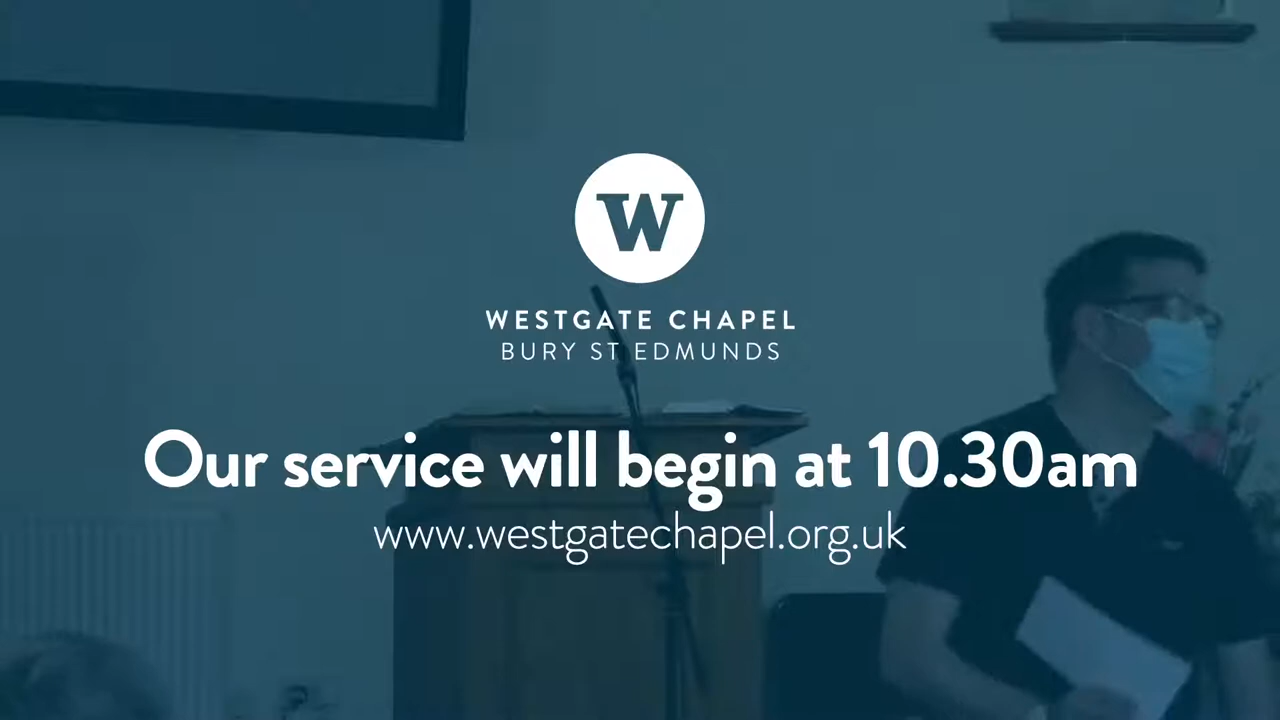 W
WESTGATE CHAPEL
BURY ST EDMUNDS
Our service will begin at 10.30am
www.westgatechapel.org.uk